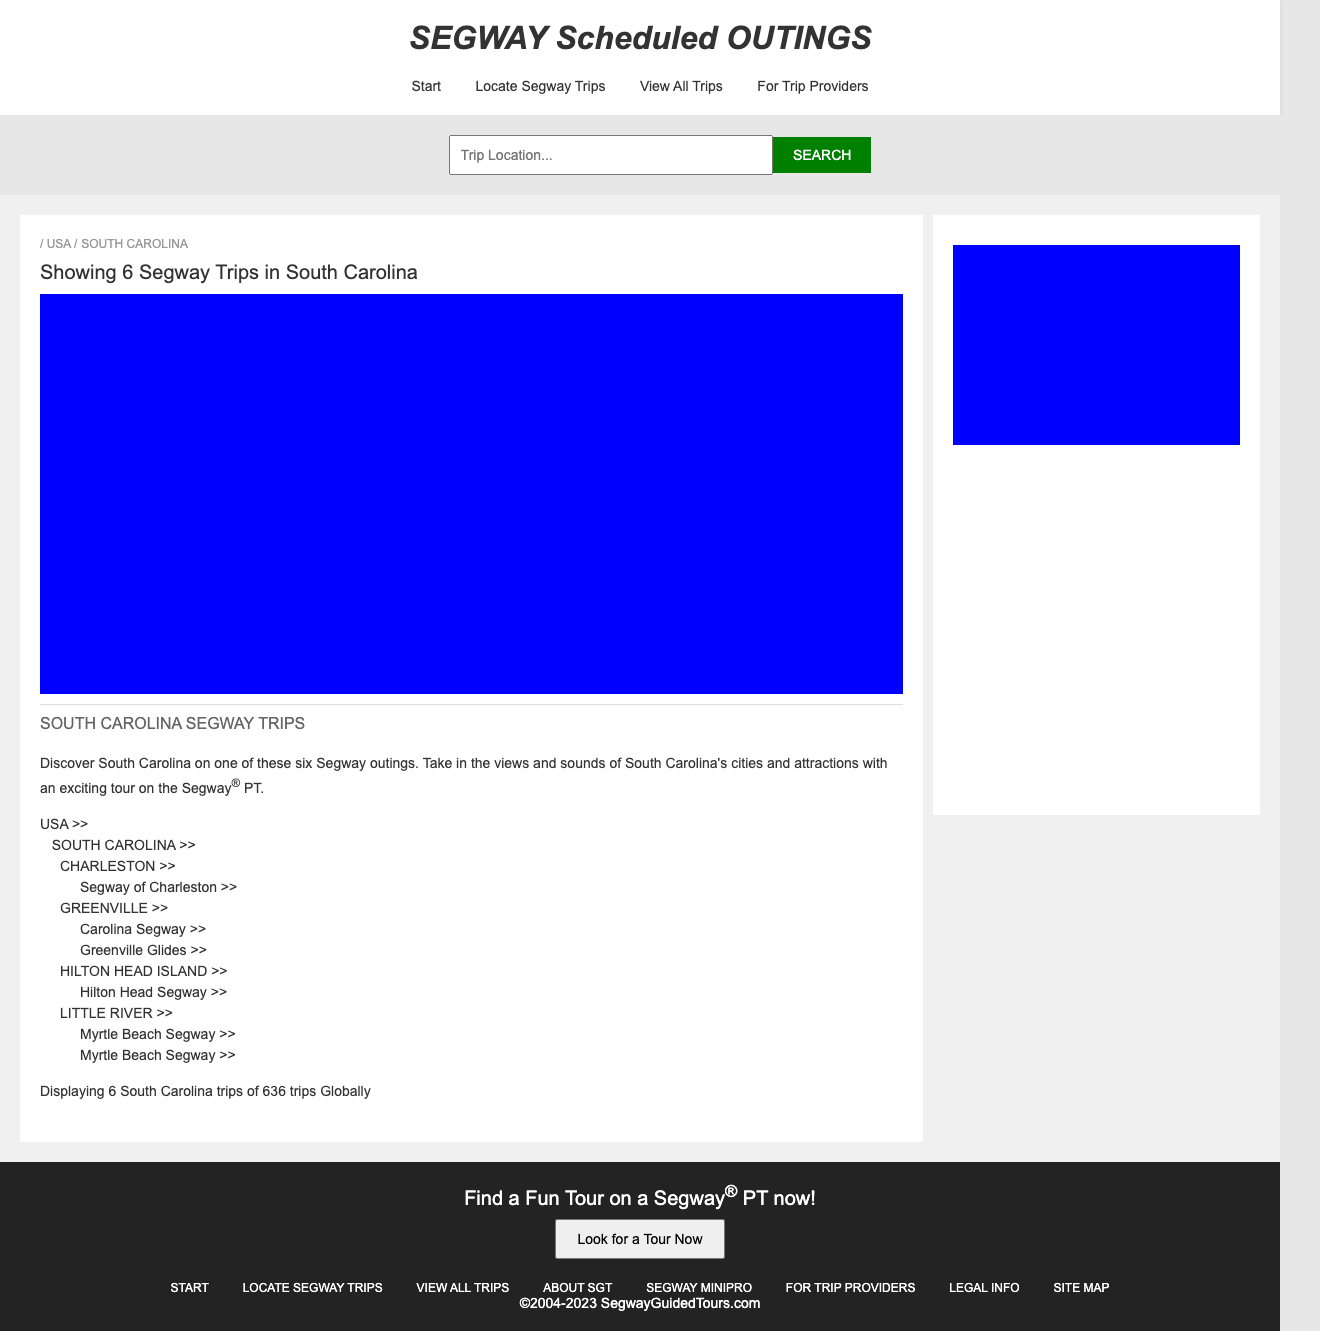 SEGWAY Scheduled OUTINGS
Start Locate Segway Trips View All Trips For Trip Providers
Trip Location... SEARCH
/ USA / SOUTH CAROLINA
Showing 6 Segway Trips in South Carolina
SOUTH CAROLINA SEGWAY TRIPS
Discover South Carolina on one of these six Segway outings. Take in the views and sounds of South Carolina's cities and attractions with
an exciting tour on the Segway® PT.
USA >>
SOUTH CAROLINA >>
CHARLESTON >>
Segway of Charleston >>
GREENVILLE >>
Carolina Segway >>
Greenville Glides >>
HILTON HEAD ISLAND >>
Hilton Head Segway >>
LITTLE RIVER >>
Myrtle Beach Segway >>
Myrtle Beach Segway >>
Displaying 6 South Carolina trips of 636 trips Globally
Find a Fun Tour on a Segway® PT now!
Look for a Tour Now
START LOCATE SEGWAY TRIPS VIEW ALL TRIPS ABOUT SGT SEGWAY MINIPRO FOR TRIP PROVIDERS LEGAL INFO SITE MAP
©2004-2023 SegwayGuidedTours.com